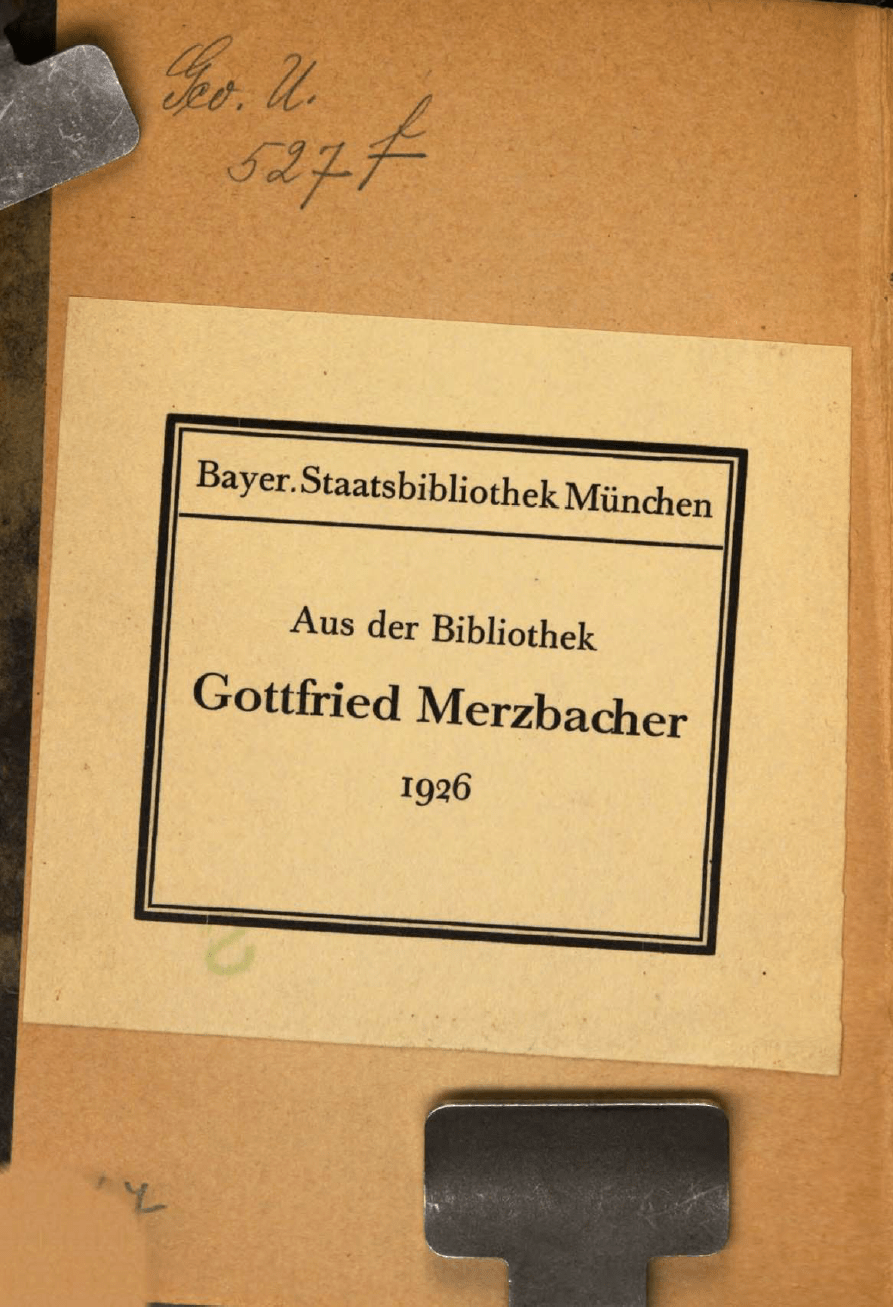 Geo. U.
527 f
Bayer. Staatsbibliothek München
Aus der Bibliothek
Gottfried Merzbacher
1926